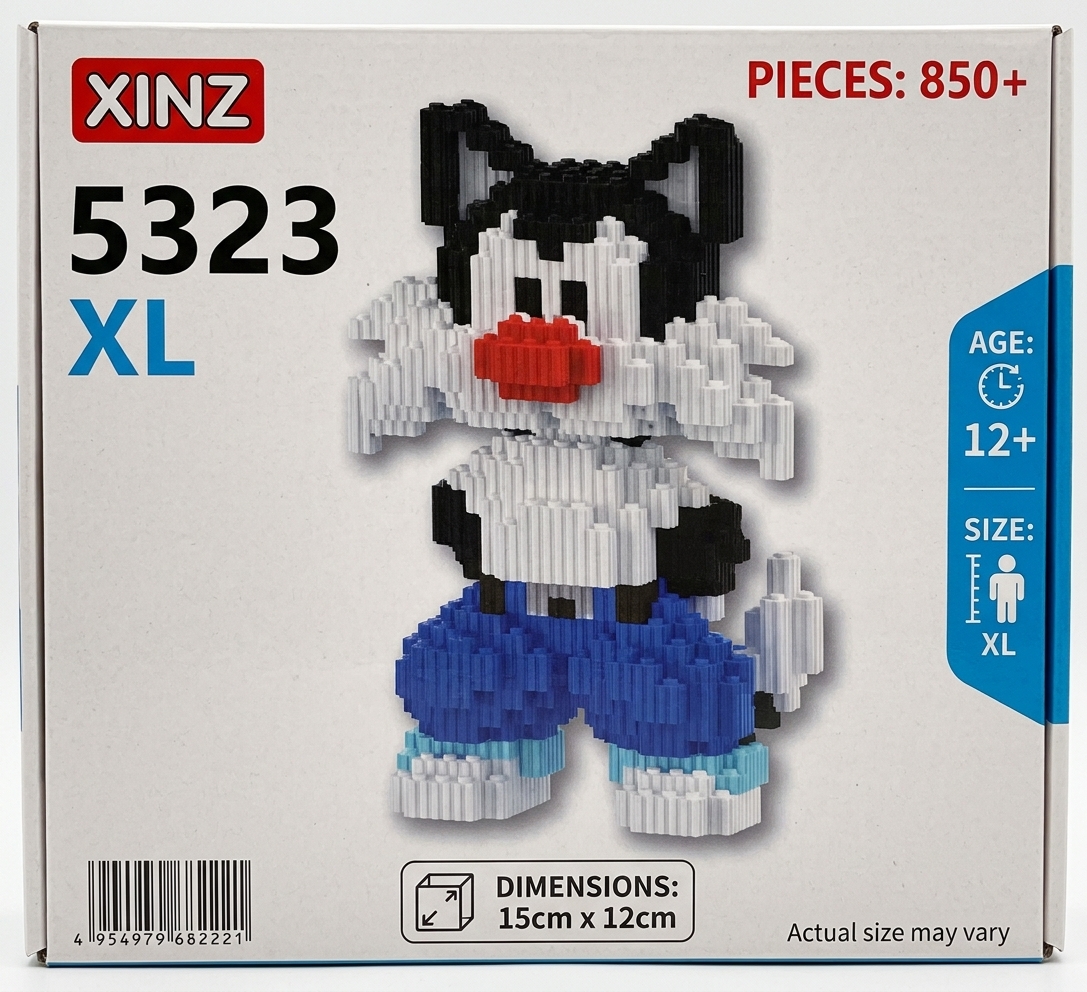 XINZ
PIECES: 850+
5323
XL
AGE:
12+
SIZE:
XL
DIMENSIONS:
15cm x 12cm
4 954979 682221
Actual size may vary